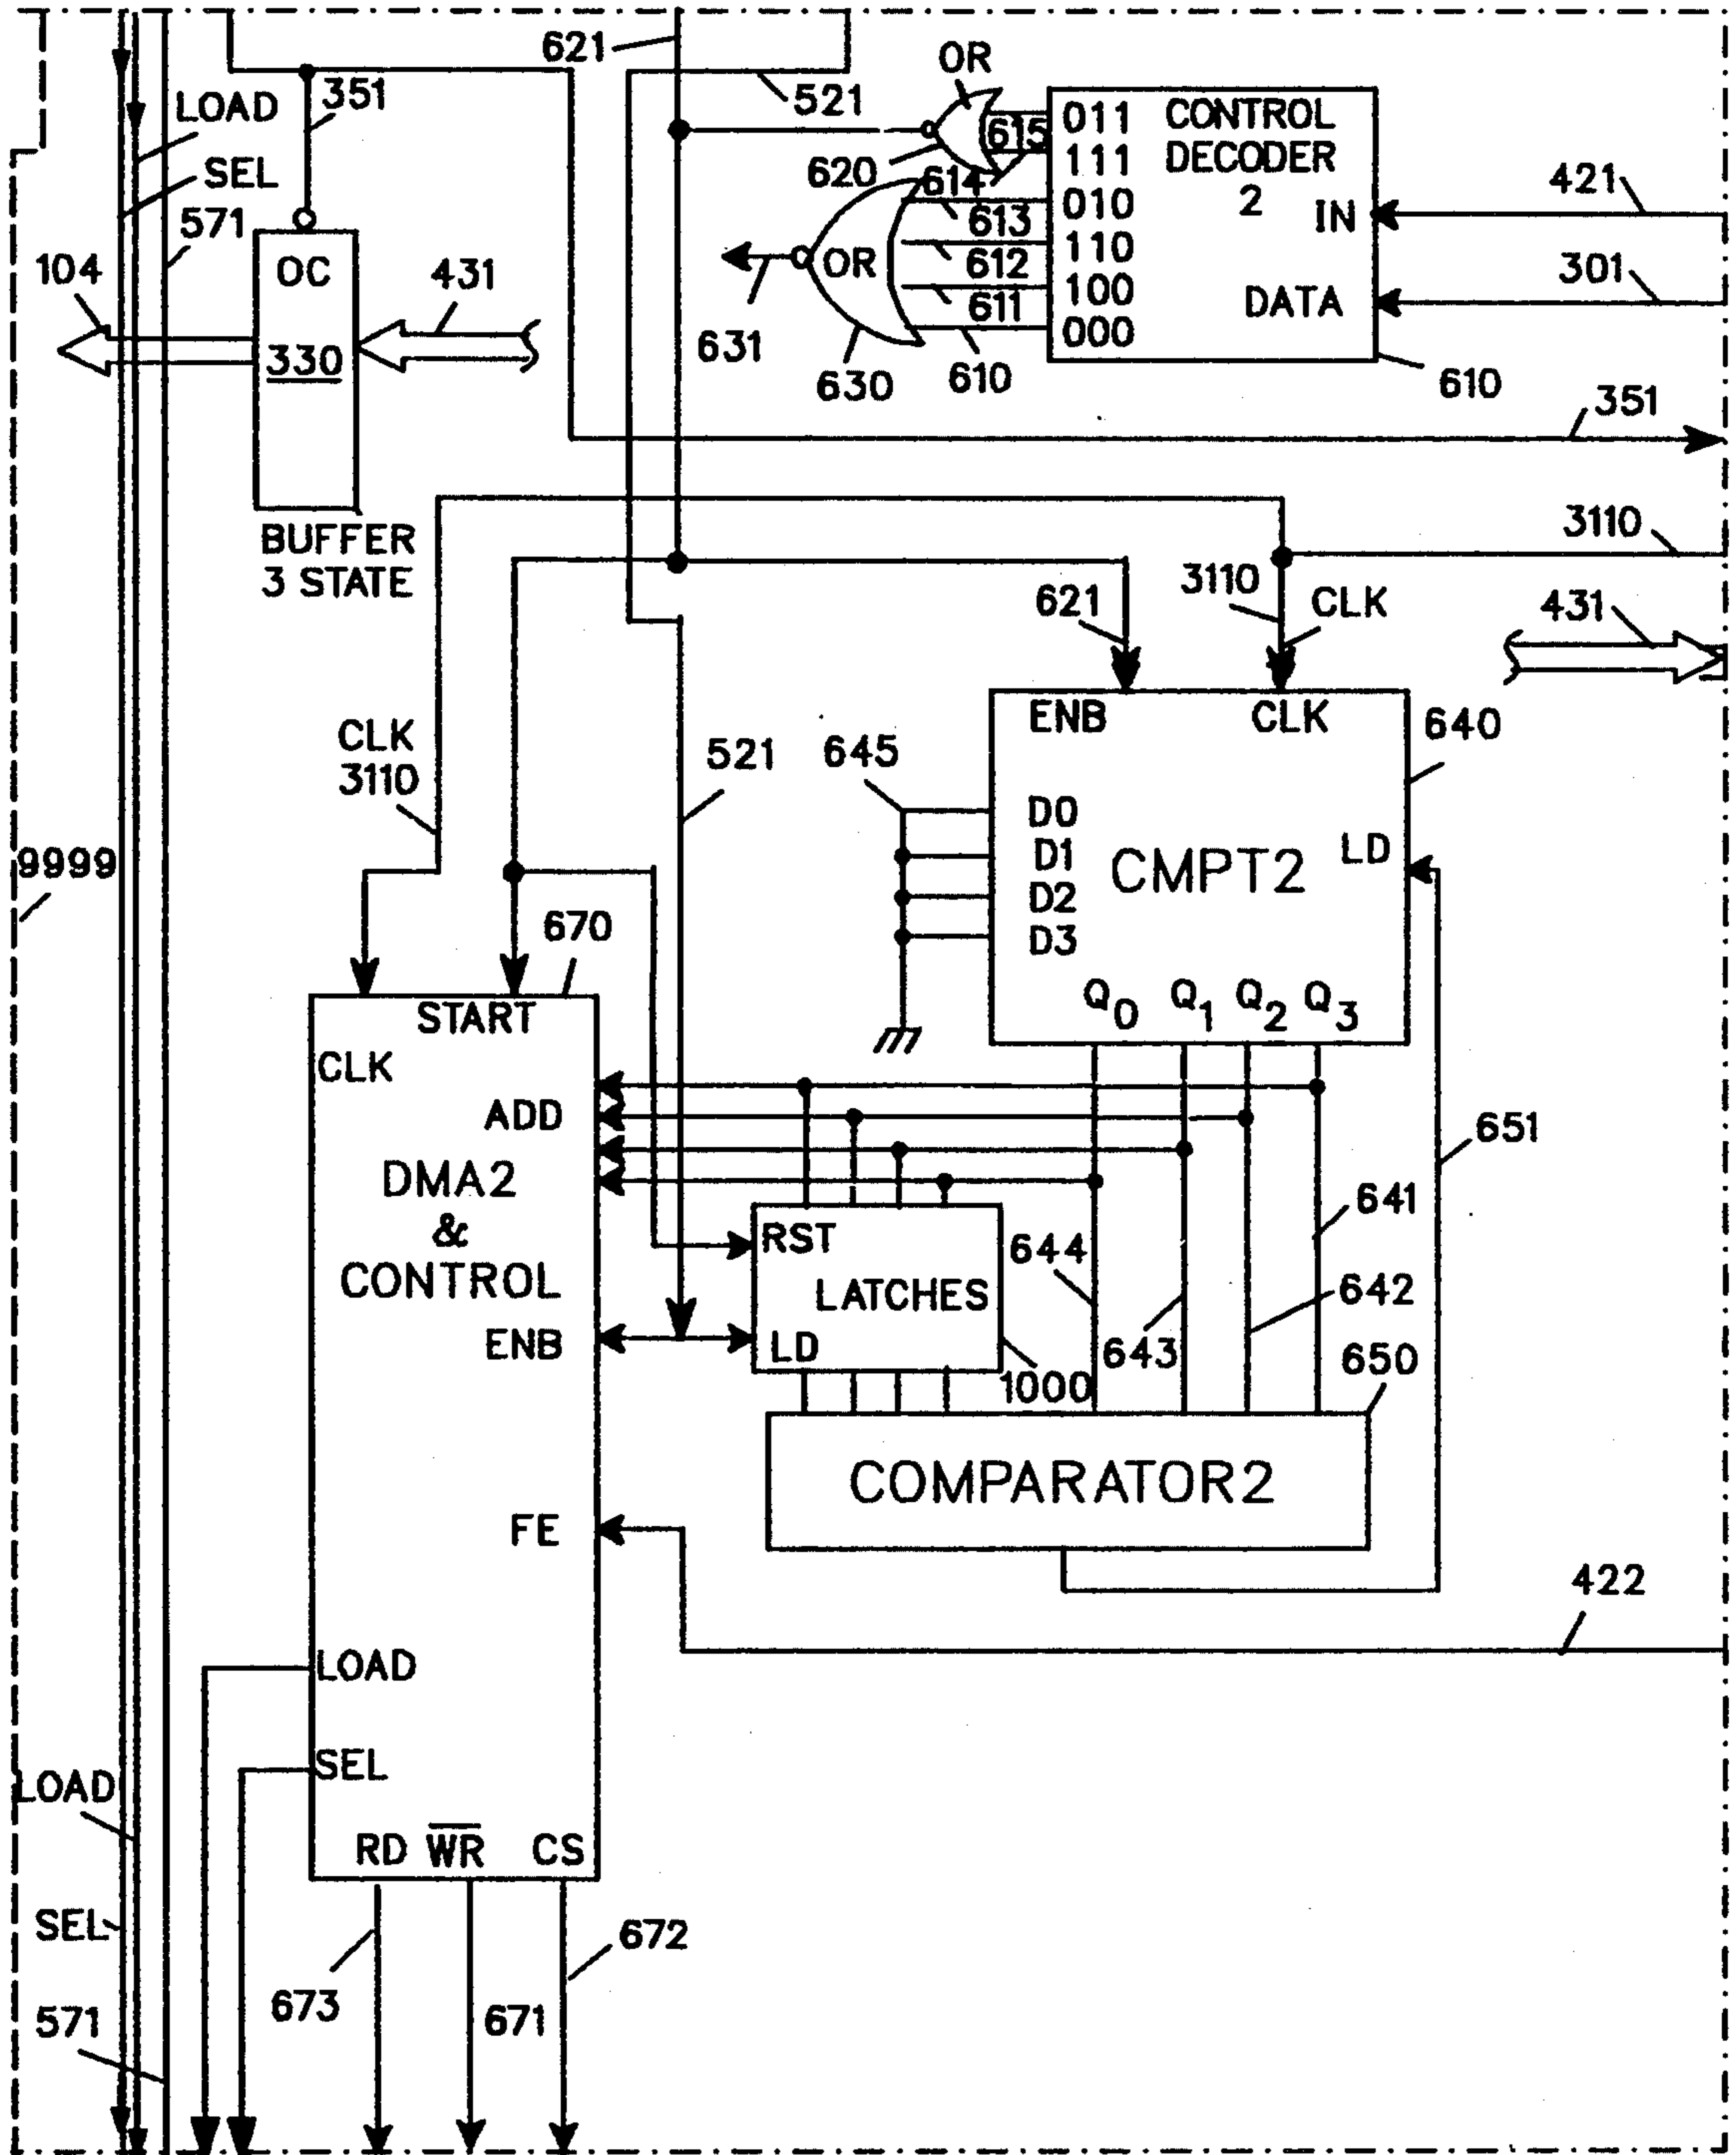 621
OR
351
521
LOAD
011 CONTROL
615
111 DECODER
620
614
SEL
010 2
421
613
IN
571
110
104
OC
431
OR
612
100
DATA
301
611
000
330
631
630
610
610
351
BUFFER
3 STATE
3110
621
3110
CLK
431
ENB CLK
640
CLK
3110
521
645
D0
D1
CMPT2
LD
D2
D3
9999
670
Q0 Q1 Q2 Q3
START
CLK
ADD
651
DMA2
&
CONTROL
641
RST
644
LATCHES
642
ENB
LD
643
650
1000
COMPARATOR2
FE
422
LOAD
SEL
LOAD
RD WR CS
SEL
672
673
671
571